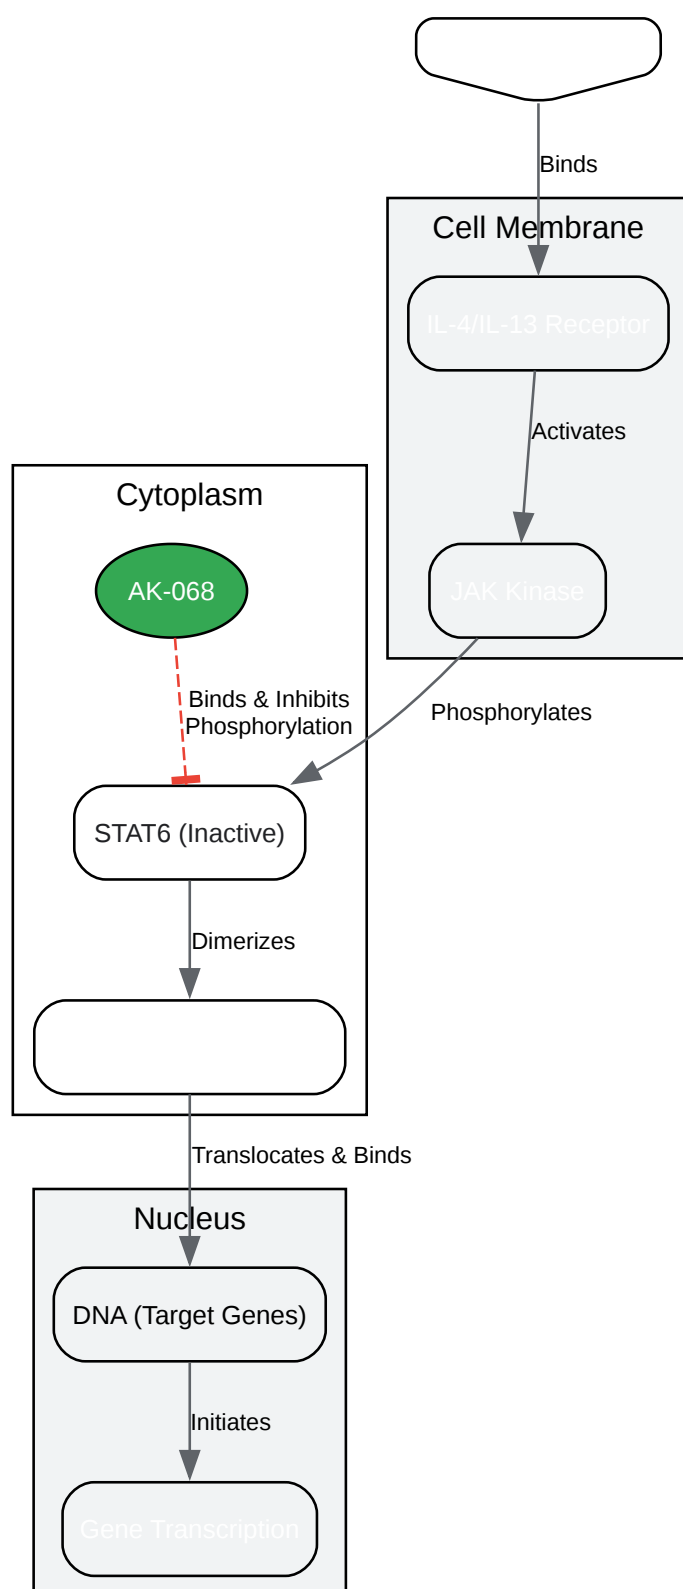 Binds
Cell Membrane
IL-4/IL-13 Receptor
Activates
Cytoplasm
AK-068
JAK Kinase
Binds & Inhibits
Phosphorylation
Phosphorylates
STAT6 (Inactive)
Dimerizes
Translocates & Binds
Nucleus
DNA (Target Genes)
Initiates
Gene Transcription